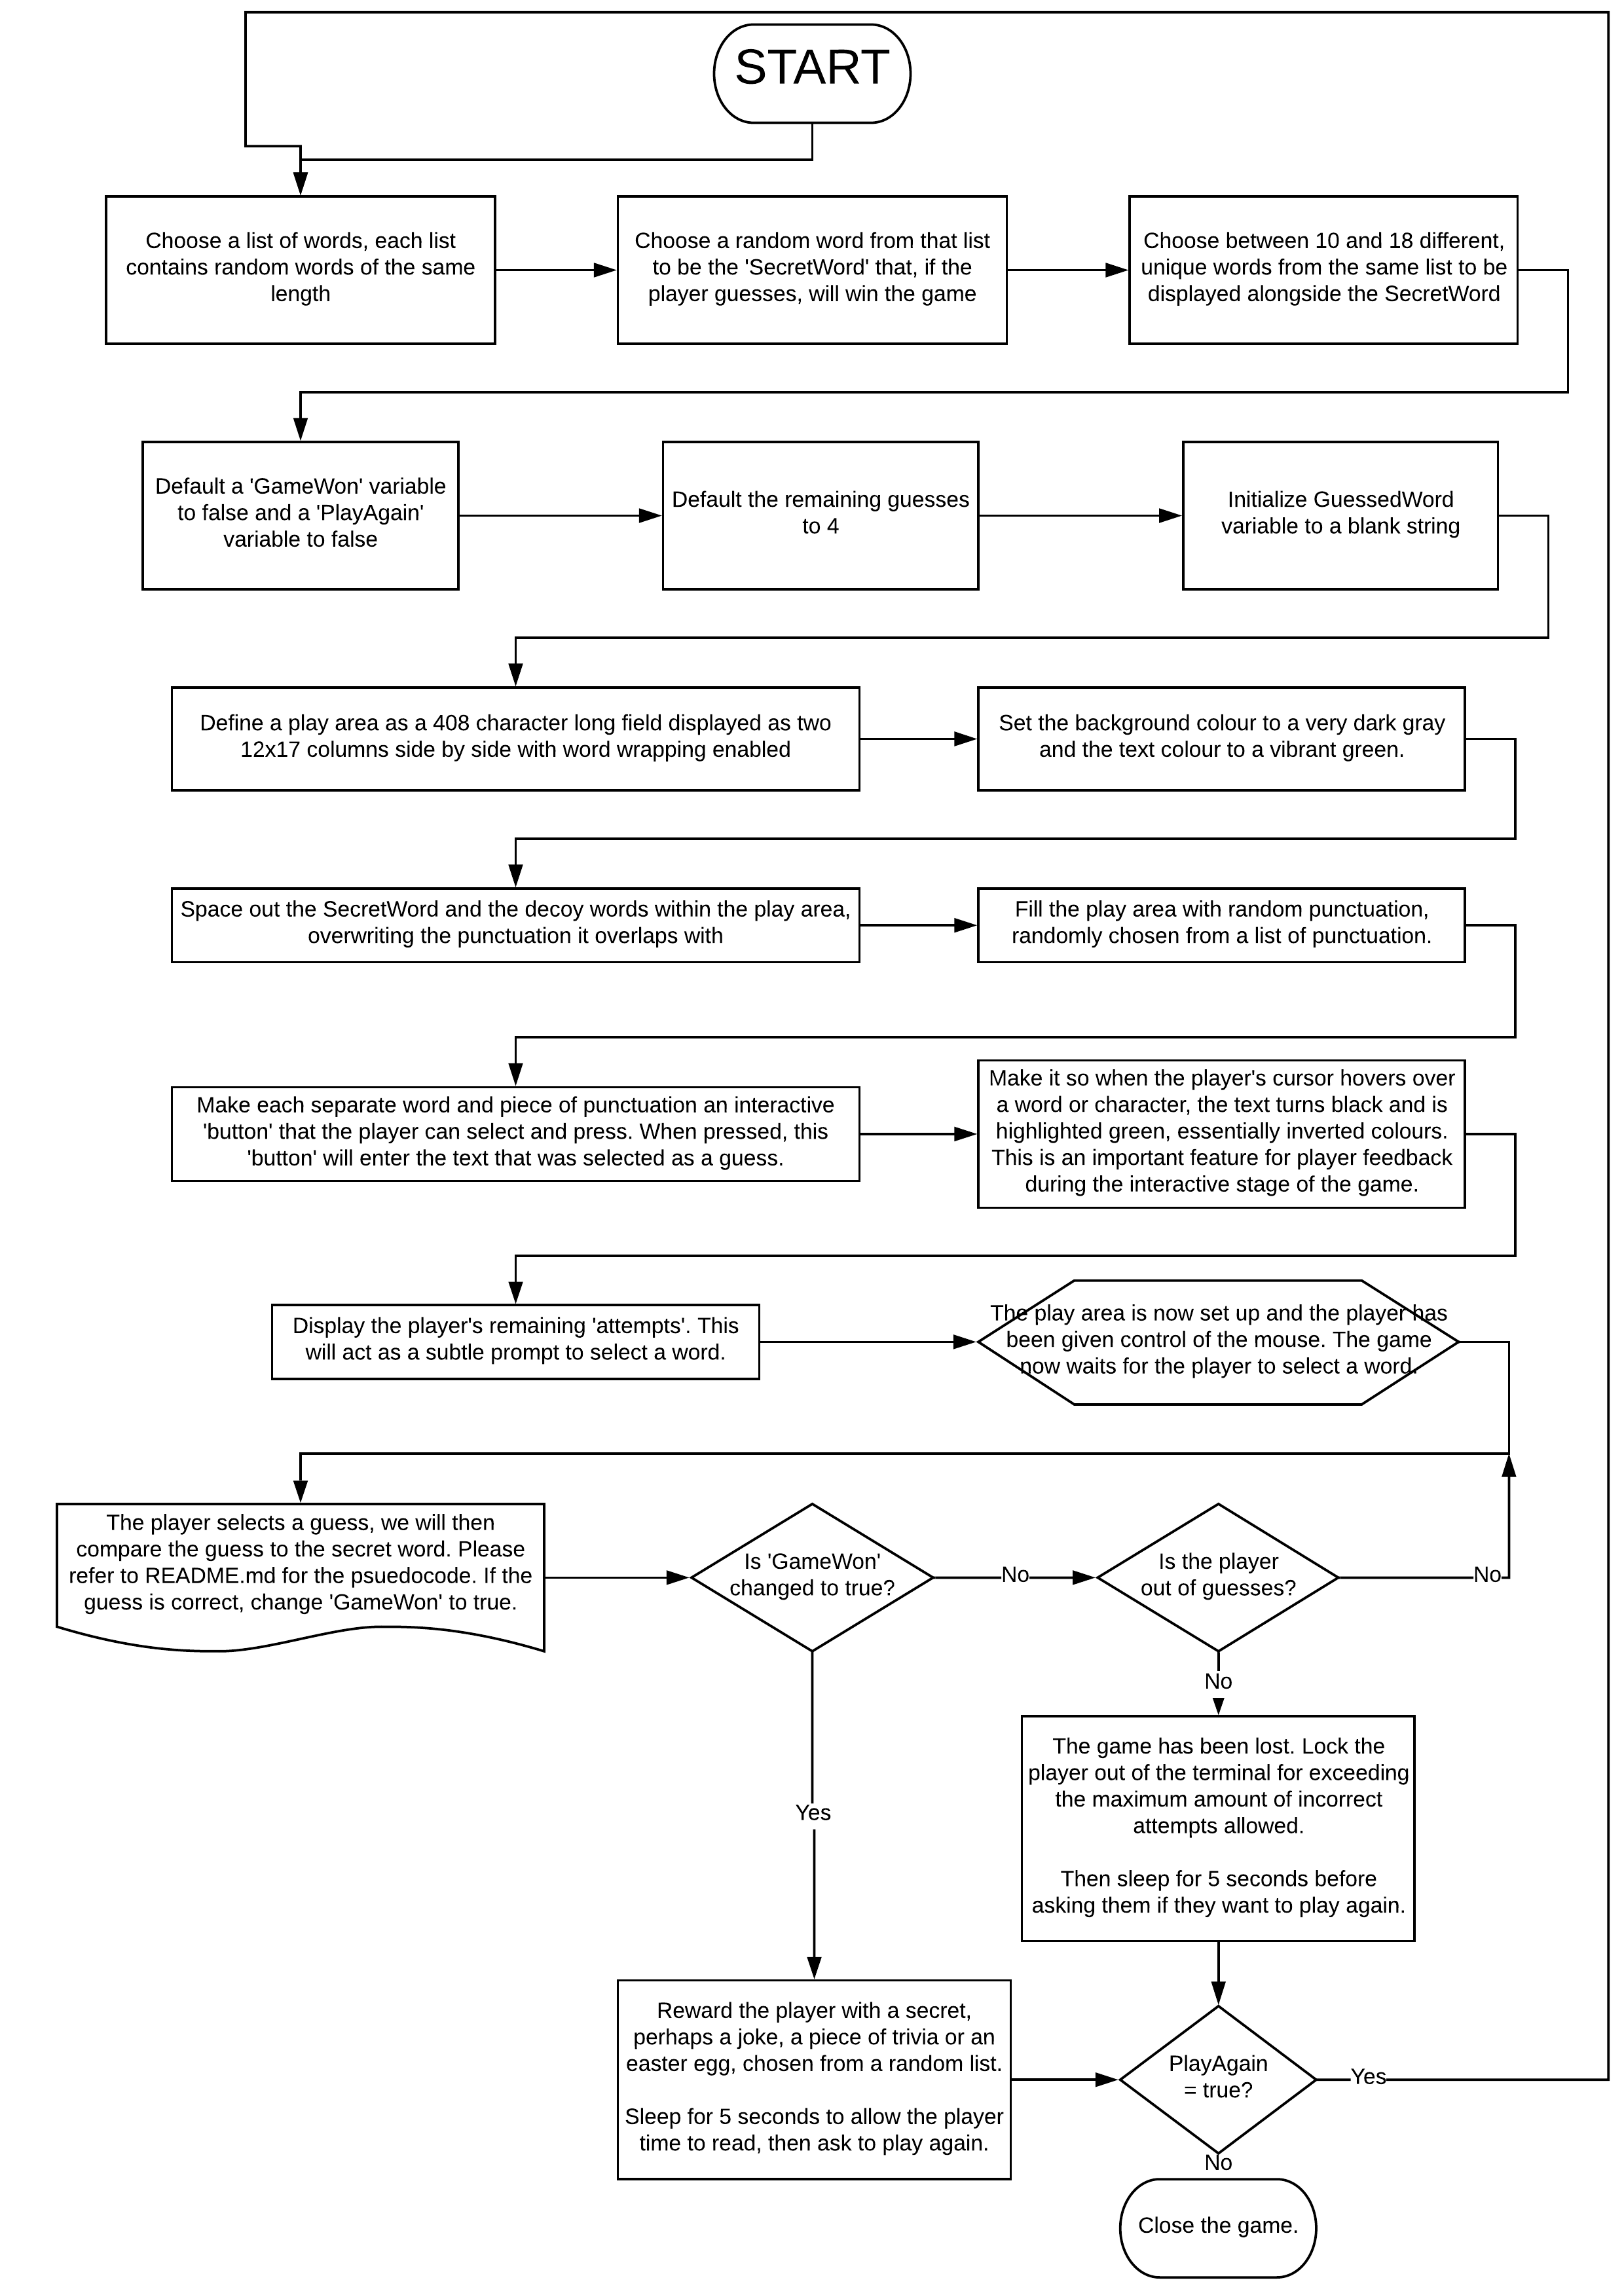 START
Choose a list of words, each list
contains random words of the same
length
Choose a random word from that list
to be the 'SecretWord' that, if the
player guesses, will win the game
Choose between 10 and 18 different,
unique words from the same list to be
displayed alongside the SecretWord
Default a 'GameWon' variable
to false and a 'PlayAgain'
variable to false
Default the remaining guesses
to 4
Initialize GuessedWord
variable to a blank string
Define a play area as a 408 character long field displayed as two
12x17 columns side by side with word wrapping enabled
Set the background colour to a very dark gray
and the text colour to a vibrant green.
Space out the SecretWord and the decoy words within the play area,
overwriting the punctuation it overlaps with
Fill the play area with random punctuation,
randomly chosen from a list of punctuation.
Make each separate word and piece of punctuation an interactive
'button' that the player can select and press. When pressed, this
'button' will enter the text that was selected as a guess.
Make it so when the player's cursor hovers over
a word or character, the text turns black and is
highlighted green, essentially inverted colours.
This is an important feature for player feedback
during the interactive stage of the game.
Display the player's remaining 'attempts'. This
will act as a subtle prompt to select a word.
The play area is now set up and the player has
been given control of the mouse. The game
now waits for the player to select a word.
The player selects a guess, we will then
compare the guess to the secret word. Please
refer to README.md for the psuedocode. If the
guess is correct, change 'GameWon' to true.
Is 'GameWon'
changed to true?
No
Is the player
out of guesses?
No
No
The game has been lost. Lock the
player out of the terminal for exceeding
the maximum amount of incorrect
attempts allowed.
Then sleep for 5 seconds before
asking them if they want to play again.
Yes
Reward the player with a secret,
perhaps a joke, a piece of trivia or an
easter egg, chosen from a random list.
Sleep for 5 seconds to allow the player
time to read, then ask to play again.
PlayAgain
= true?
Yes
No
Close the game.